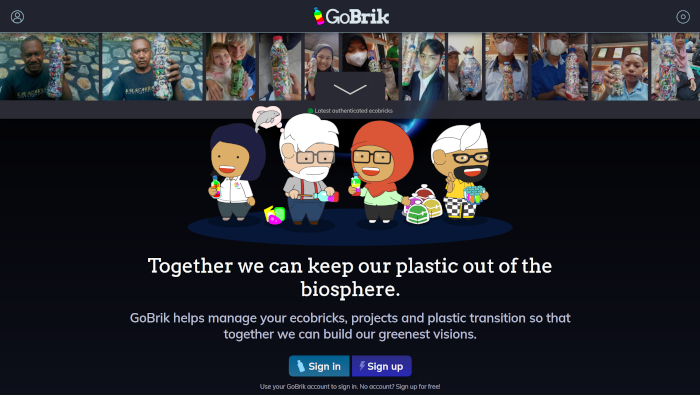 GoBrik
Latest authenticated ecobricks
Together we can keep our plastic out of the
biosphere.
GoBrik helps manage your ecobricks, projects and plastic transition so that
together we can build our greenest visions.
Sign in
Sign up
Use your GoBrik account to sign in. No account? Sign up for free!